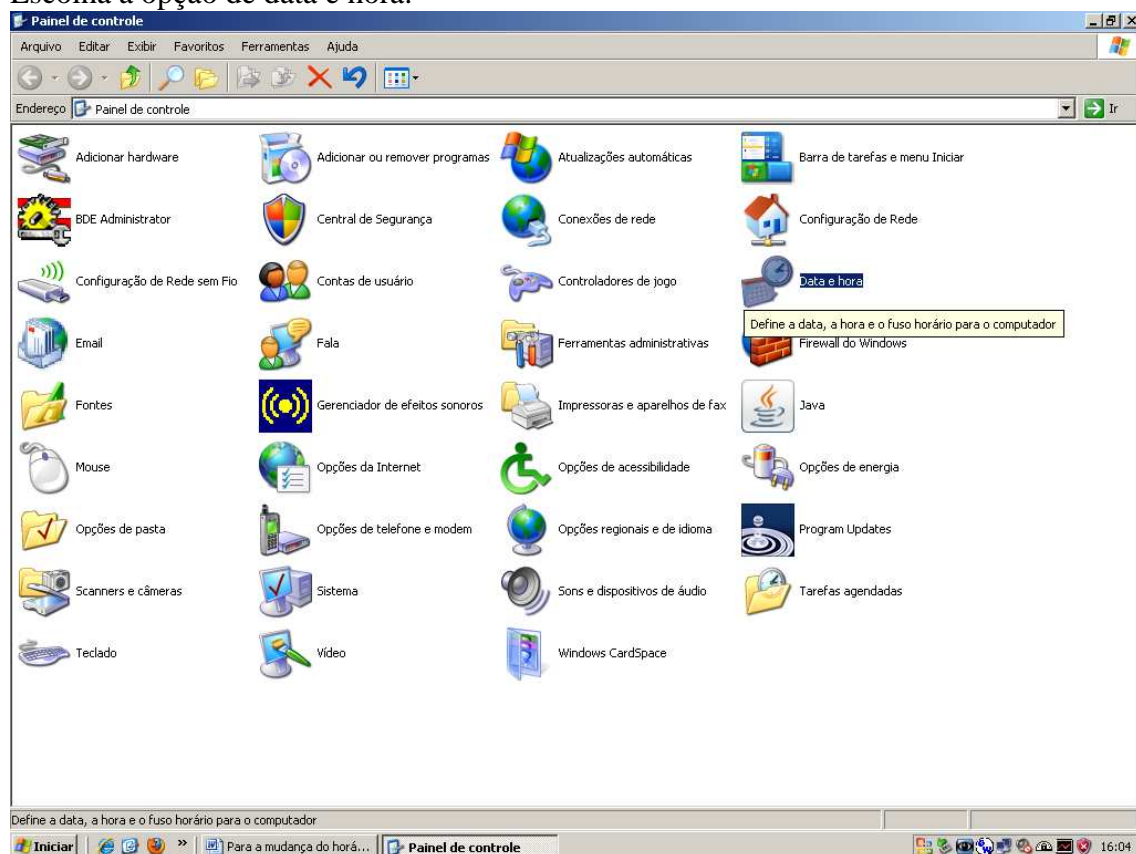 Escolha a opção de data e hora.
Painel de controle
Arquivo Editar Exibir Favoritos Ferramentas Ajuda
Endereço Painel de controle Ir
Adicionar hardware Adicionar ou remover programas Atualizações automáticas Barra de tarefas e menu Iniciar
BDE Administrator Central de Segurança Conexões de rede Configuração de Rede
Configuração de Rede sem Fio Contas de usuário Controladores de jogo Data e hora
Define a data, a hora e o fuso horário para o computador
Email Fala Ferramentas administrativas Firewall do Windows
Fontes Gerenciador de efeitos sonoros Impressoras e aparelhos de fax Java
Mouse Opções da Internet Opções de acessibilidade Opções de energia
Opções de pasta Opções de telefone e modem Opções regionais e de idioma Program Updates
Scanners e câmeras Sistema Sons e dispositivos de áudio Tarefas agendadas
Teclado Vídeo Windows CardSpace
Define a data, a hora e o fuso horário para o computador
Iniciar » Para a mudança do horá... Painel de controle 16:04